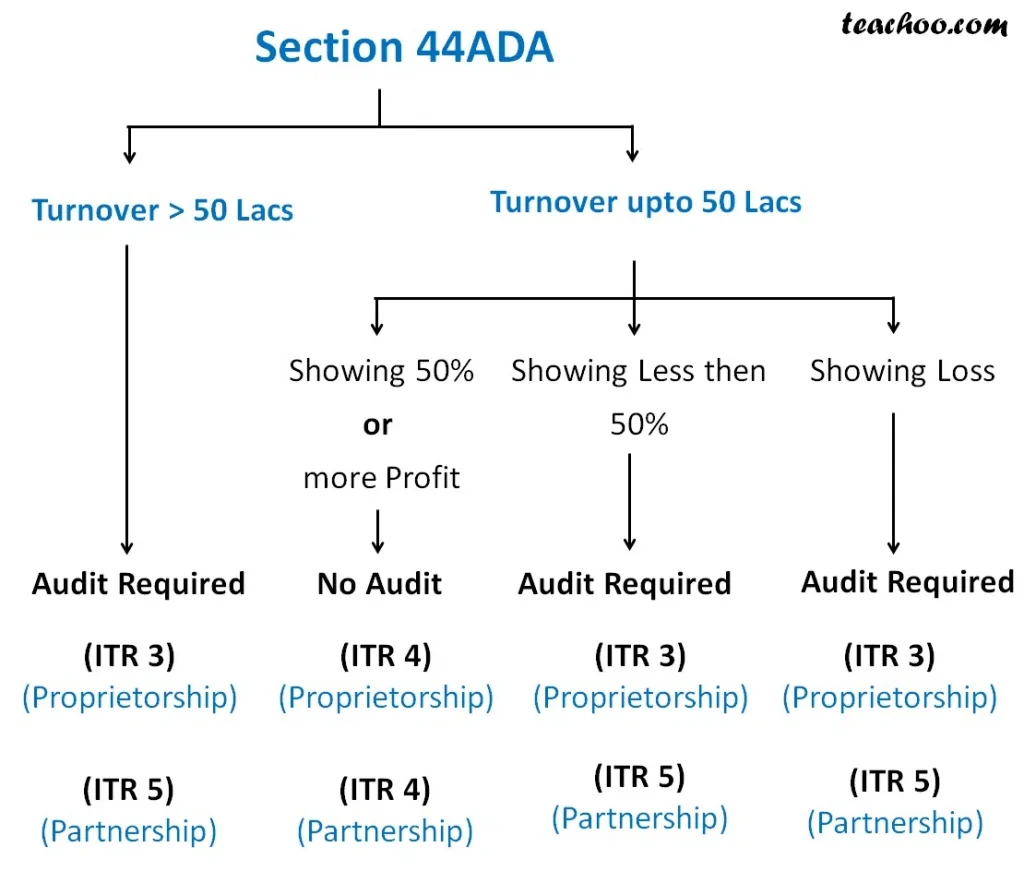 teachoo.com
Section 44ADA
Turnover > 50 Lacs
Turnover upto 50 Lacs
Showing 50%
or
more Profit
Showing Less then
50%
Showing Loss
Audit Required
(ITR 3)
(Proprietorship)
(ITR 5)
(Partnership)
No Audit
(ITR 4)
(Proprietorship)
(ITR 4)
(Partnership)
Audit Required
(ITR 3)
(Proprietorship)
(ITR 5)
(Partnership)
Audit Required
(ITR 3)
(Proprietorship)
(ITR 5)
(Partnership)